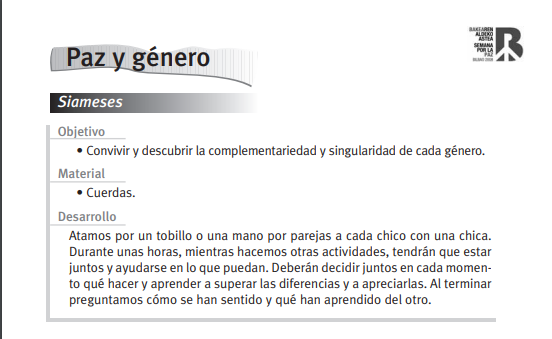 BAKEAREN
ALDEKO
ASTEA
SEMANA
POR LA
PAZ
Paz y género
Siameses
Objetivo
• Convivir y descubrir la complementariedad y singularidad de cada género.
Material
• Cuerdas.
Desarrollo
Atamos por un tobillo o una mano por parejas a cada chico con una chica.
Durante unas horas, mientras hacemos otras actividades, tendrán que estar
juntos y ayudarse en lo que puedan. Deberán decidir juntos en cada momen-
to qué hacer y aprender a superar las diferencias y a apreciarlas. Al terminar
preguntamos cómo se han sentido y qué han aprendido del otro.